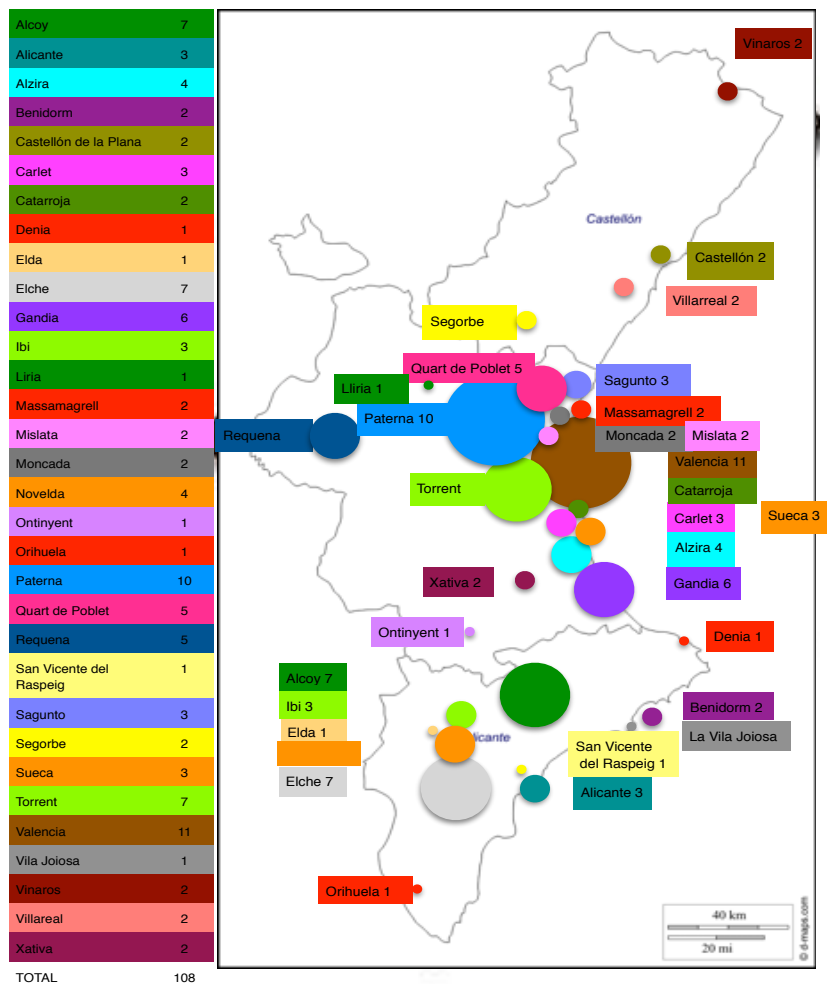 Alcoy 7
Alicante 3
Alzira 4
Benidorm 2
Castellón de la Plana 2
Carlet 3
Catarroja 2
Denia 1
Elda 1
Elche 7
Gandia 6
Ibi 3
Liria 1
Massamagrell 2
Mislata 2
Moncada 2
Novelda 4
Ontinyent 1
Orihuela 1
Paterna 10
Quart de Poblet 5
Requena 5
San Vicente del 1
Raspeig
Sagunto 3
Segorbe 2
Sueca 3
Torrent 7
Valencia 11
Vila Joiosa 1
Vinaros 2
Villareal 2
Xativa 2
TOTAL 108
Vinaros 2
Castellón
Castellón 2
Villarreal 2
Segorbe
Quart de Poblet 5
Sagunto 3
Lliria 1
Massamagrell 2
Paterna 10
Requena
Moncada 2
Mislata 2
Valencia 11
Torrent
Catarroja
Carlet 3
Sueca 3
Alzira 4
Xativa 2
Gandia 6
Ontinyent 1
Denia 1
Alcoy 7
Ibi 3
Benidorm 2
Elda 1
licante
La Vila Joiosa
San Vicente
del Raspeig 1
Elche 7
Alicante 3
Orihuela 1
40 km
20 mi
© d-maps.com